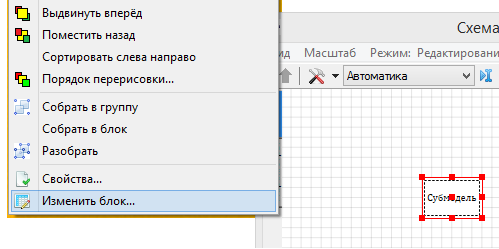 Выдвинуть вперёд
Поместить назад
Сортировать слева направо
Порядок перерисовки...
Собрать в группу
Собрать в блок
Разобрать
Свойства...
Изменить блок...
Схема
ид Масштаб Режим: Редактировани
Автоматика
Субмодель